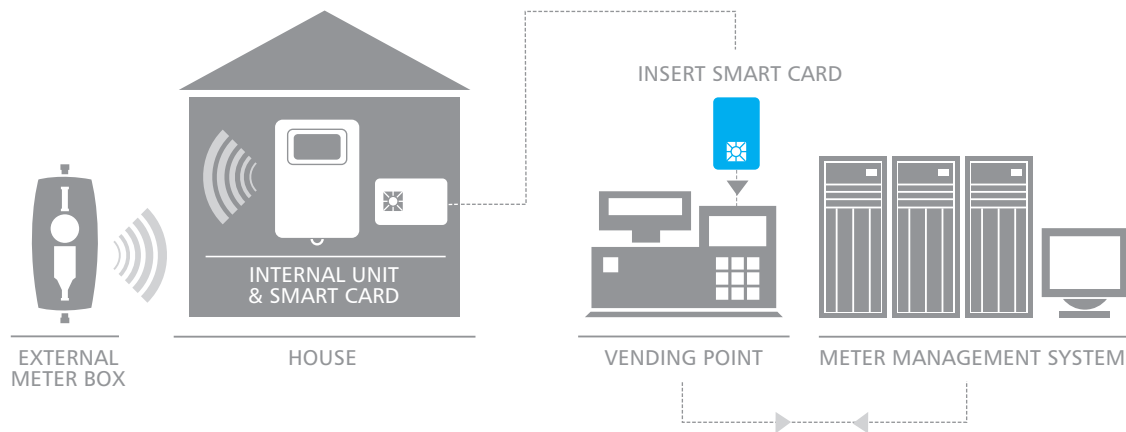 INSERT SMART CARD
INTERNAL UNIT
& SMART CARD
EXTERNAL
METER BOX
HOUSE
VENDING POINT
METER MANAGEMENT SYSTEM